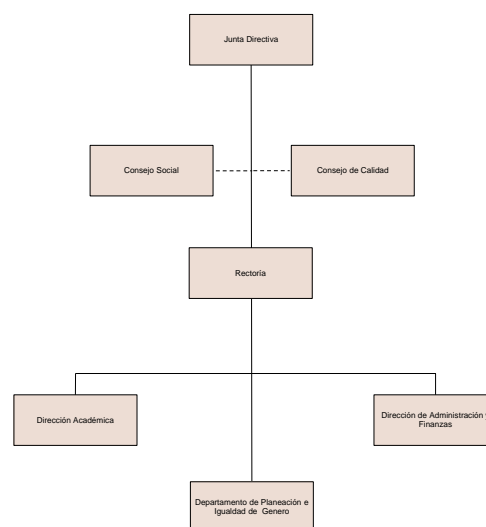 Junta Directiva
Consejo Social
Consejo de Calidad
Rectoría
Dirección Académica
Dirección de Administración y
Finanzas
Departamento de Planeación e
Igualdad de Genero